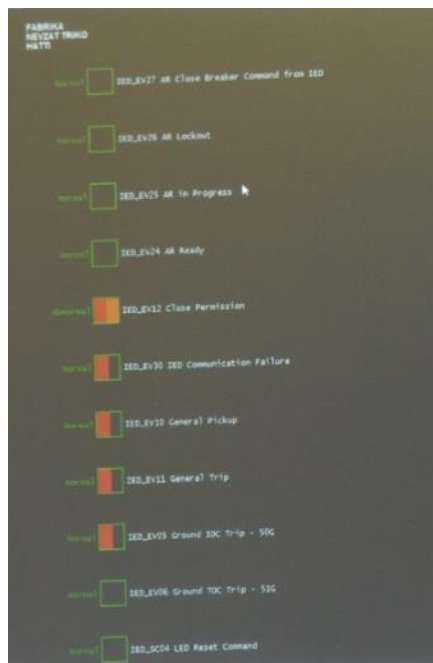 FABRIKA
NEVZAT TRIKO
HATTI
Normal IED_EV27 AR Close Breaker Command from IED
Normal IED_EV26 AR Lockout
Normal IED_EV25 AR in Progress
Normal IED_EV24 AR Ready
Abnormal IED_EV12 Close Permission
Normal IED_EV30 IED Communication Failure
Normal IED_EV10 General Pickup
Normal IED_EV11 General Trip
Normal IED_EV05 Ground IOC Trip - 50G
Normal IED_EV06 Ground TOC Trip - 51G
Normal IED_SC04 LED Reset Command